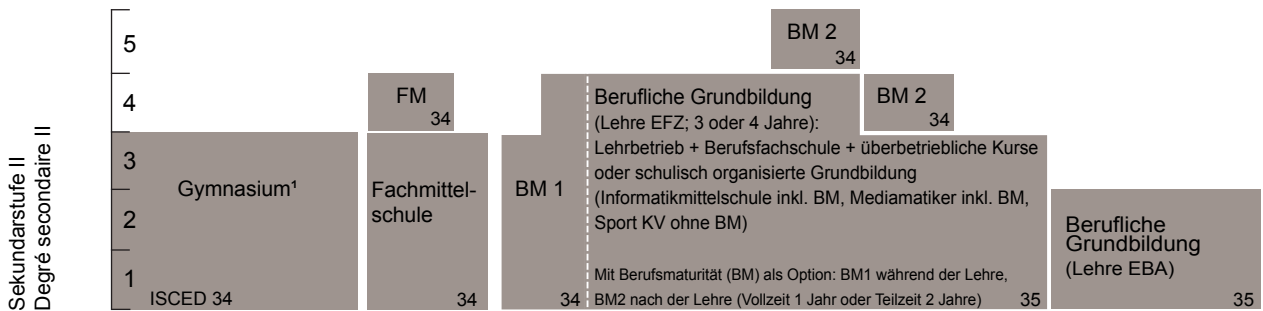 Sekundarstufe II
Degré secondaire II
5
4
3
2
1
Gymnasium¹
ISCED 34
FM
34
Fachmittel-
schule
34
BM 1
34
BM 2
34
Berufliche Grundbildung
(Lehre EFZ; 3 oder 4 Jahre):
Lehrbetrieb + Berufsfachschule + überbetriebliche Kurse
oder schulisch organisierte Grundbildung
(Informatikmittelschule inkl. BM, Mediamatiker inkl. BM,
Sport KV ohne BM)
Mit Berufsmaturität (BM) als Option: BM1 während der Lehre,
BM2 nach der Lehre (Vollzeit 1 Jahr oder Teilzeit 2 Jahre)
35
BM 2
34
Berufliche
Grundbildung
(Lehre EBA)
35